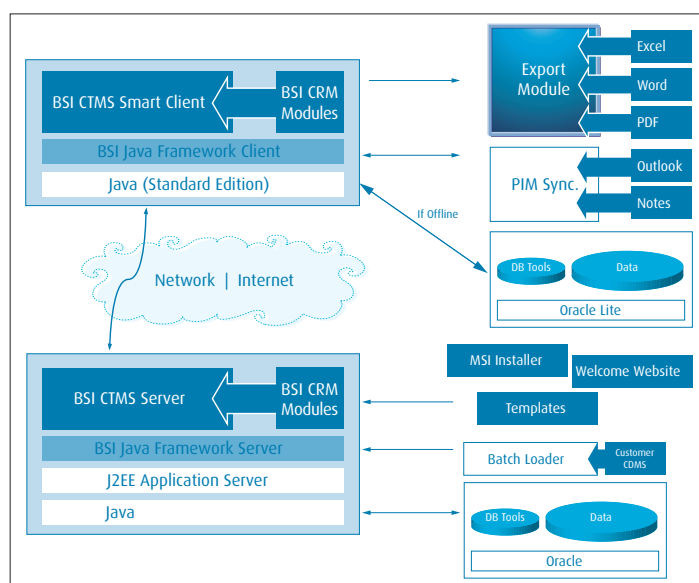 BSI CTMS Smart Client
BSI CRM
Modules
BSI Java Framework Client
Java (Standard Edition)
Export
Module
Excel
Word
PDF
PIM Sync.
Outlook
Notes
If Offline
DB Tools
Data
Oracle Lite
Network | Internet
BSI CTMS Server
BSI CRM
Modules
BSI Java Framework Server
J2EE Application Server
Java
MSI Installer
Welcome Website
Templates
Batch Loader
Customer
CDMS
DB Tools
Data
Oracle